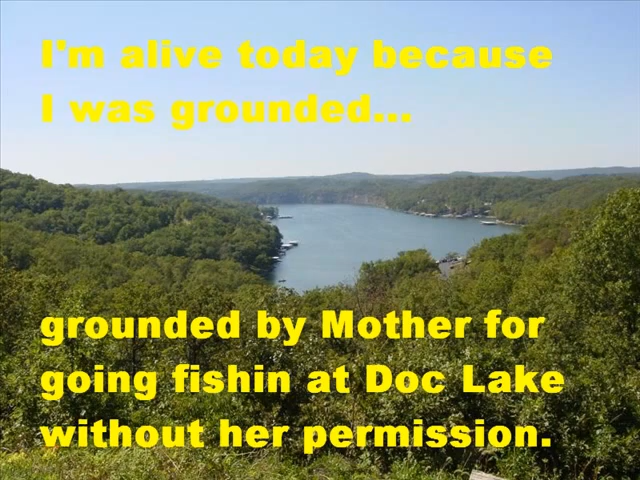 I'm alive today because
I was grounded...
grounded by Mother for
going fishin at Doc Lake
without her permission.